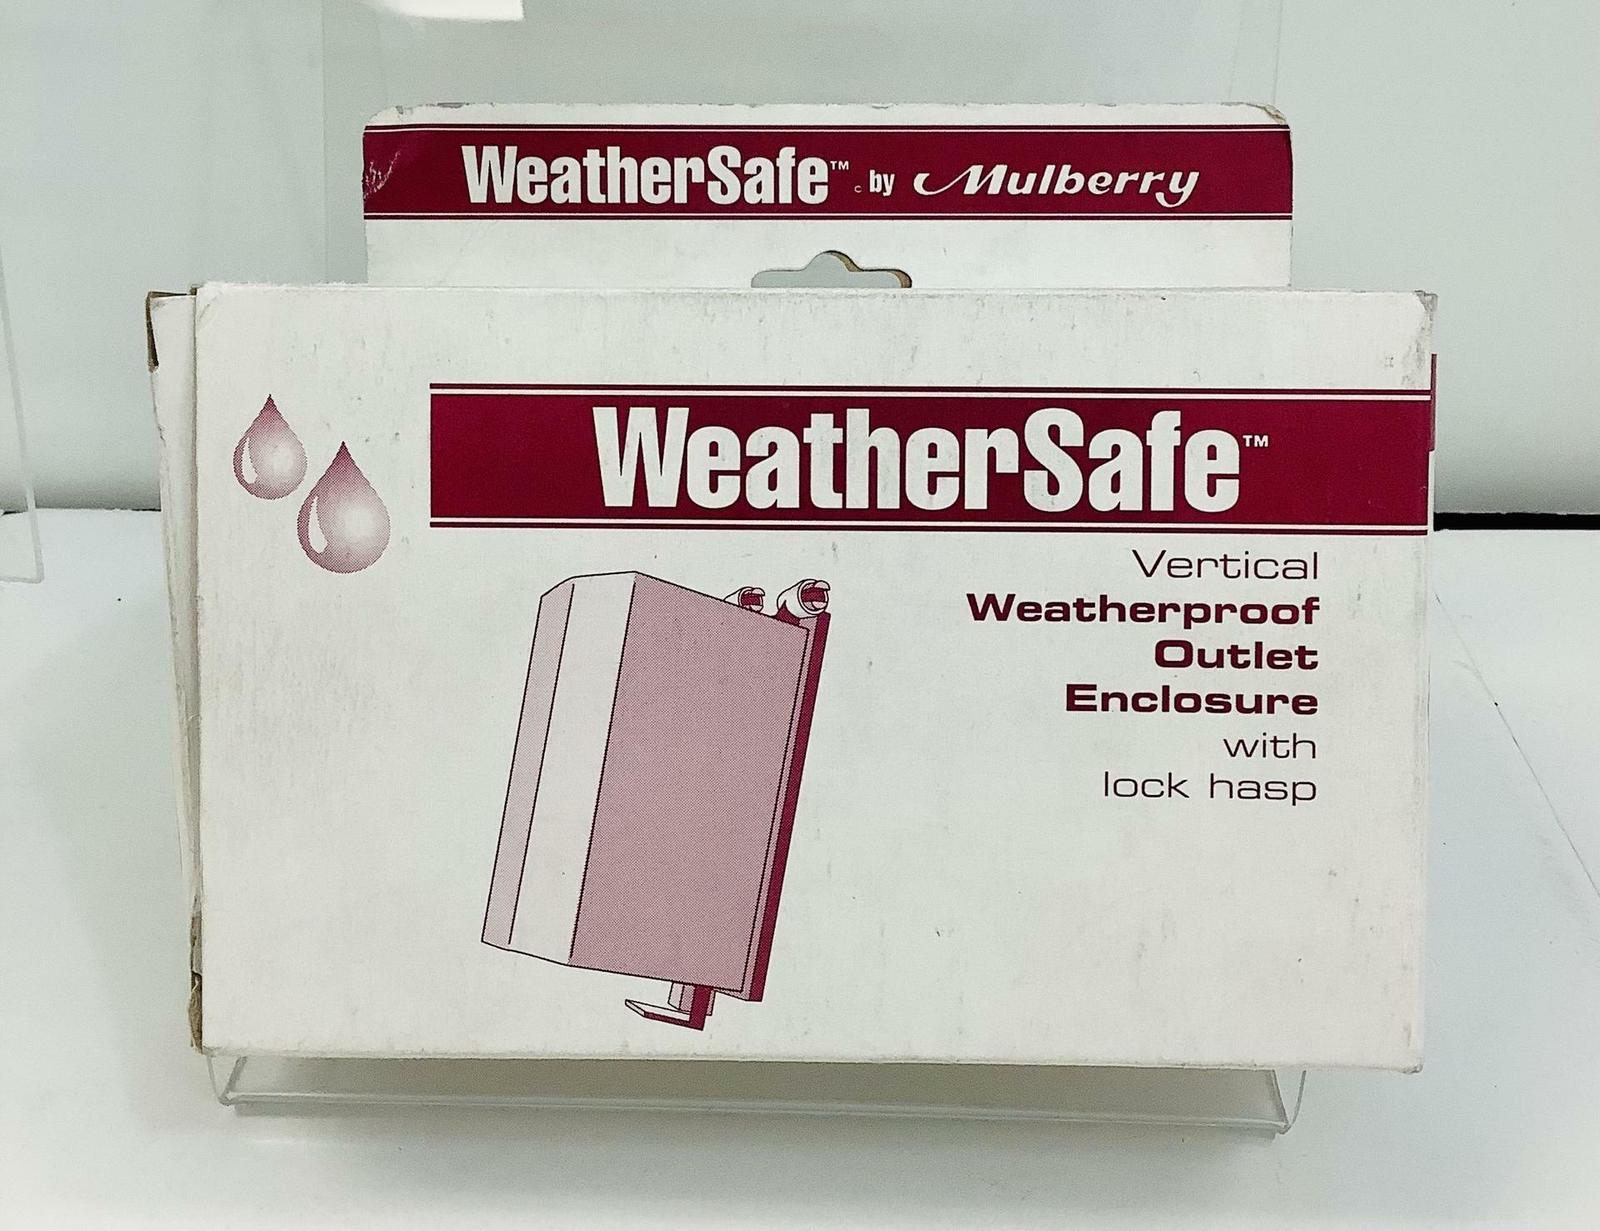 WeatherSafe™ c by Mulberry
WeatherSafe™
Vertical
Weatherproof
Outlet
Enclosure
with
lock hasp